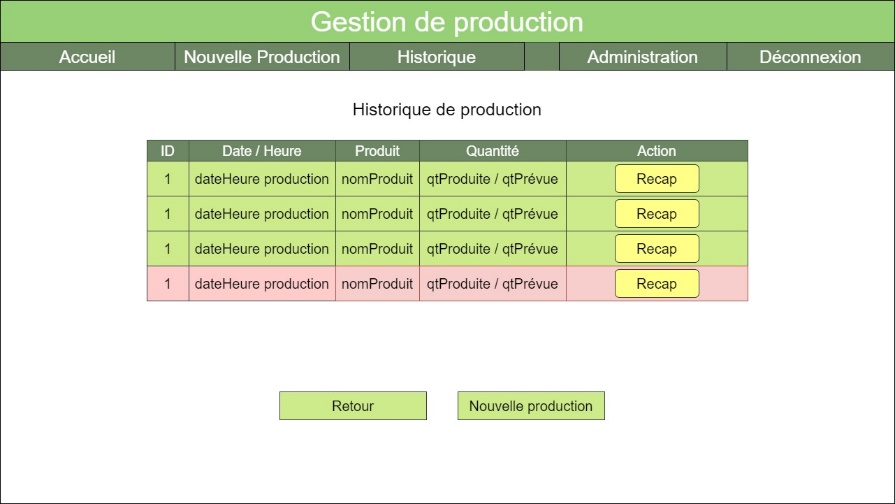 Gestion de production
Accueil Nouvelle Production Historique Administration Déconnexion
Historique de production
ID Date / Heure Produit Quantité Action
1 dateHeure production nomProduit qtProduite / qtPrévue Recap
1 dateHeure production nomProduit qtProduite / qtPrévue Recap
1 dateHeure production nomProduit qtProduite / qtPrévue Recap
1 dateHeure production nomProduit qtProduite / qtPrévue Recap
Retour Nouvelle production